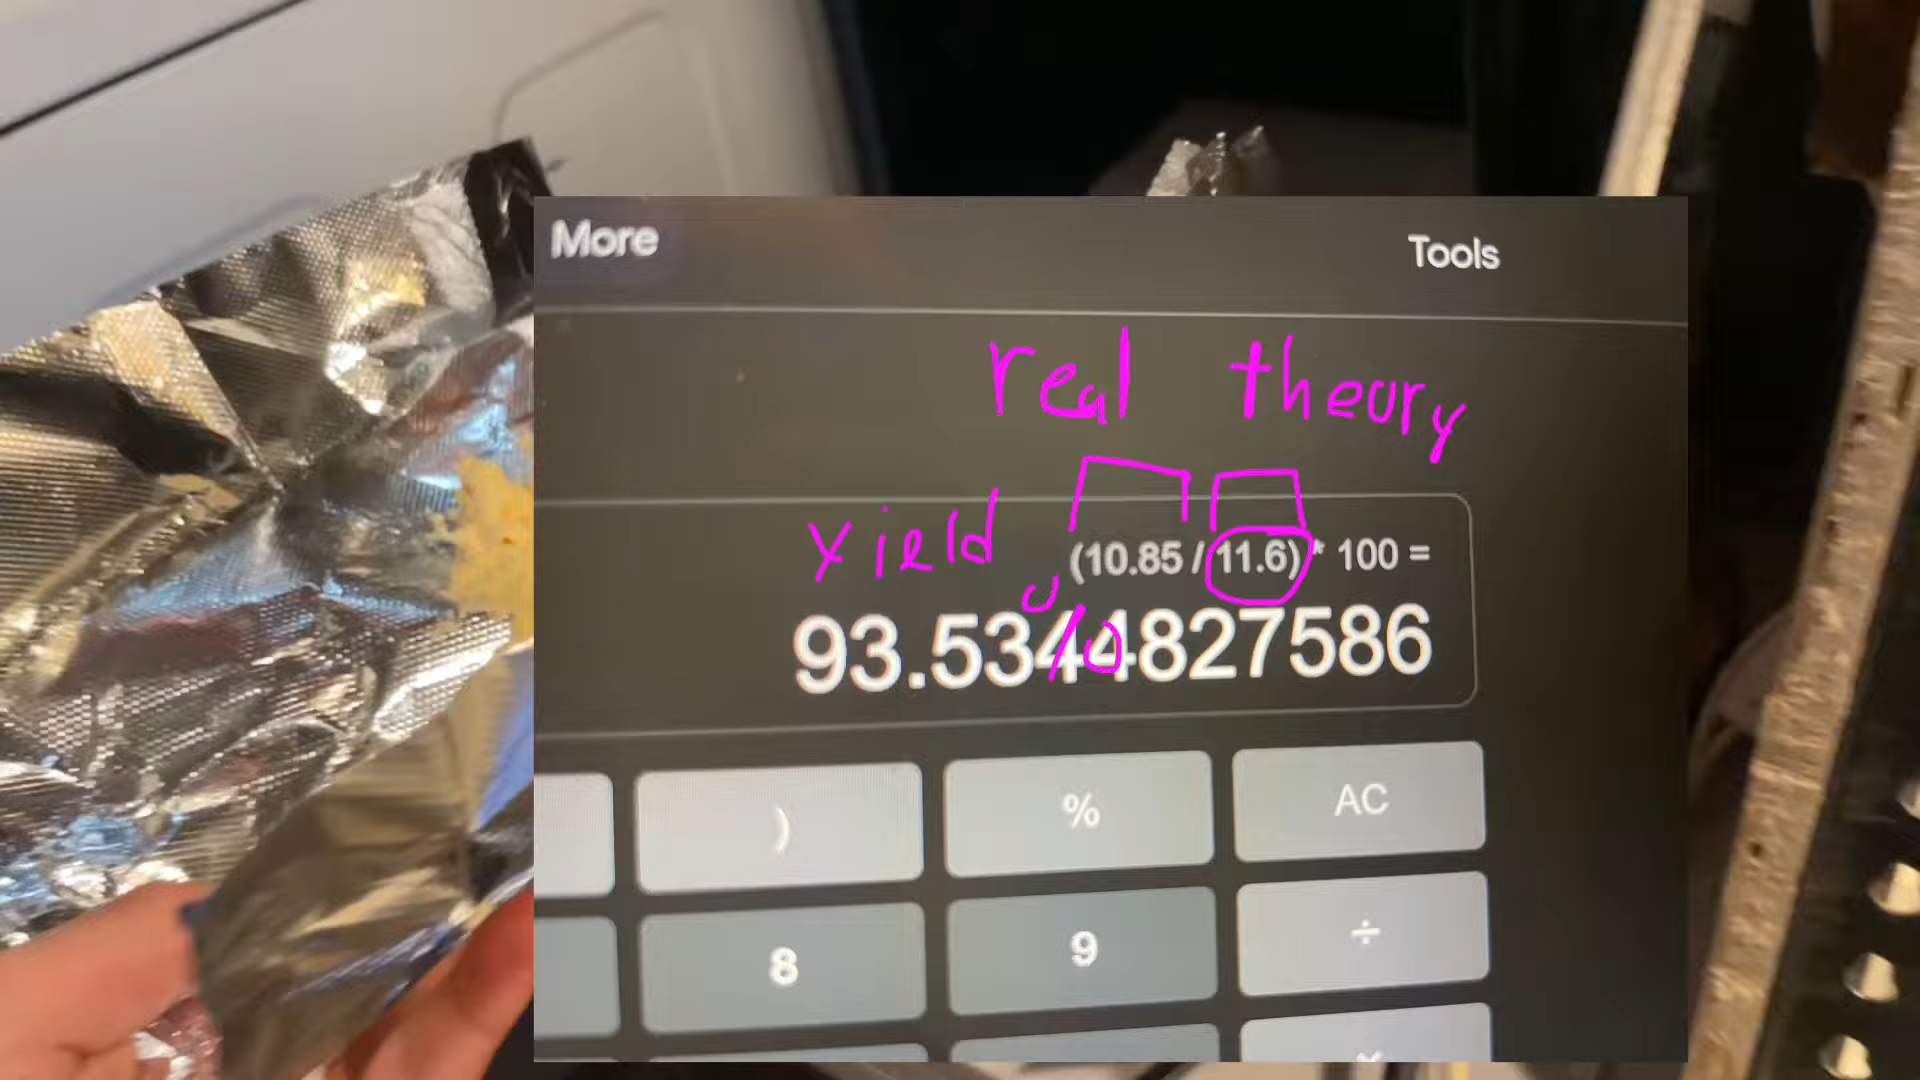 More Tools
real theory
yield % (10.85 / 11.6) * 100 =
93.5344827586
) % AC
8 9 ÷
×